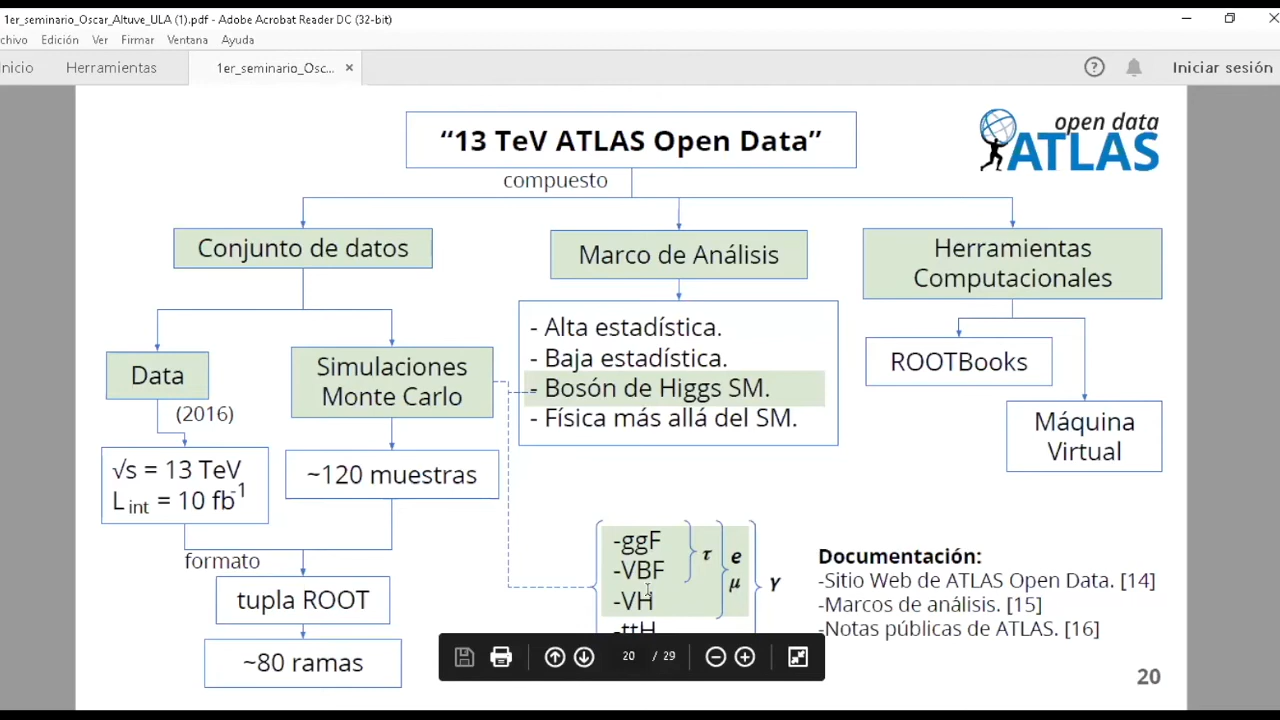 1er_seminario_Oscar_Altuve_ULA (1).pdf - Adobe Acrobat Reader DC (32-bit)
rchivo Edición Ver Firmar Ventana Ayuda
nicio Herramientas 1er_seminario_Osc... × ? Iniciar sesión
“13 TeV ATLAS Open Data”
open data
ATLAS
compuesto
Conjunto de datos
Data
(2016)
√s = 13 TeV
Lint = 10 fb-1
Simulaciones
Monte Carlo
~120 muestras
formato
tupla ROOT
~80 ramas
Marco de Análisis
- Alta estadística.
- Baja estadística.
- Bosón de Higgs SM.
- Física más allá del SM.
-ggF
-VBF
-VH
-ttH
τ
e
μ
γ
Herramientas
Computacionales
ROOTBooks
Máquina
Virtual
Documentación:
-Sitio Web de ATLAS Open Data. [14]
-Marcos de análisis. [15]
-Notas públicas de ATLAS. [16]
20 / 29
20